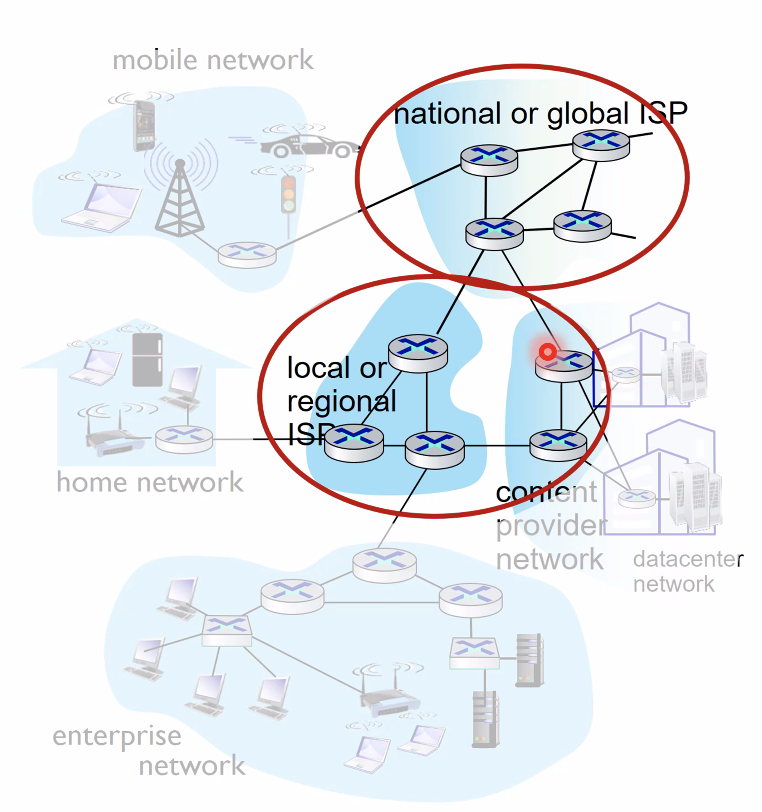 mobile network
national or global ISP
local or
regional
ISP
home network
content
provider
network
datacenter
network
enterprise
network